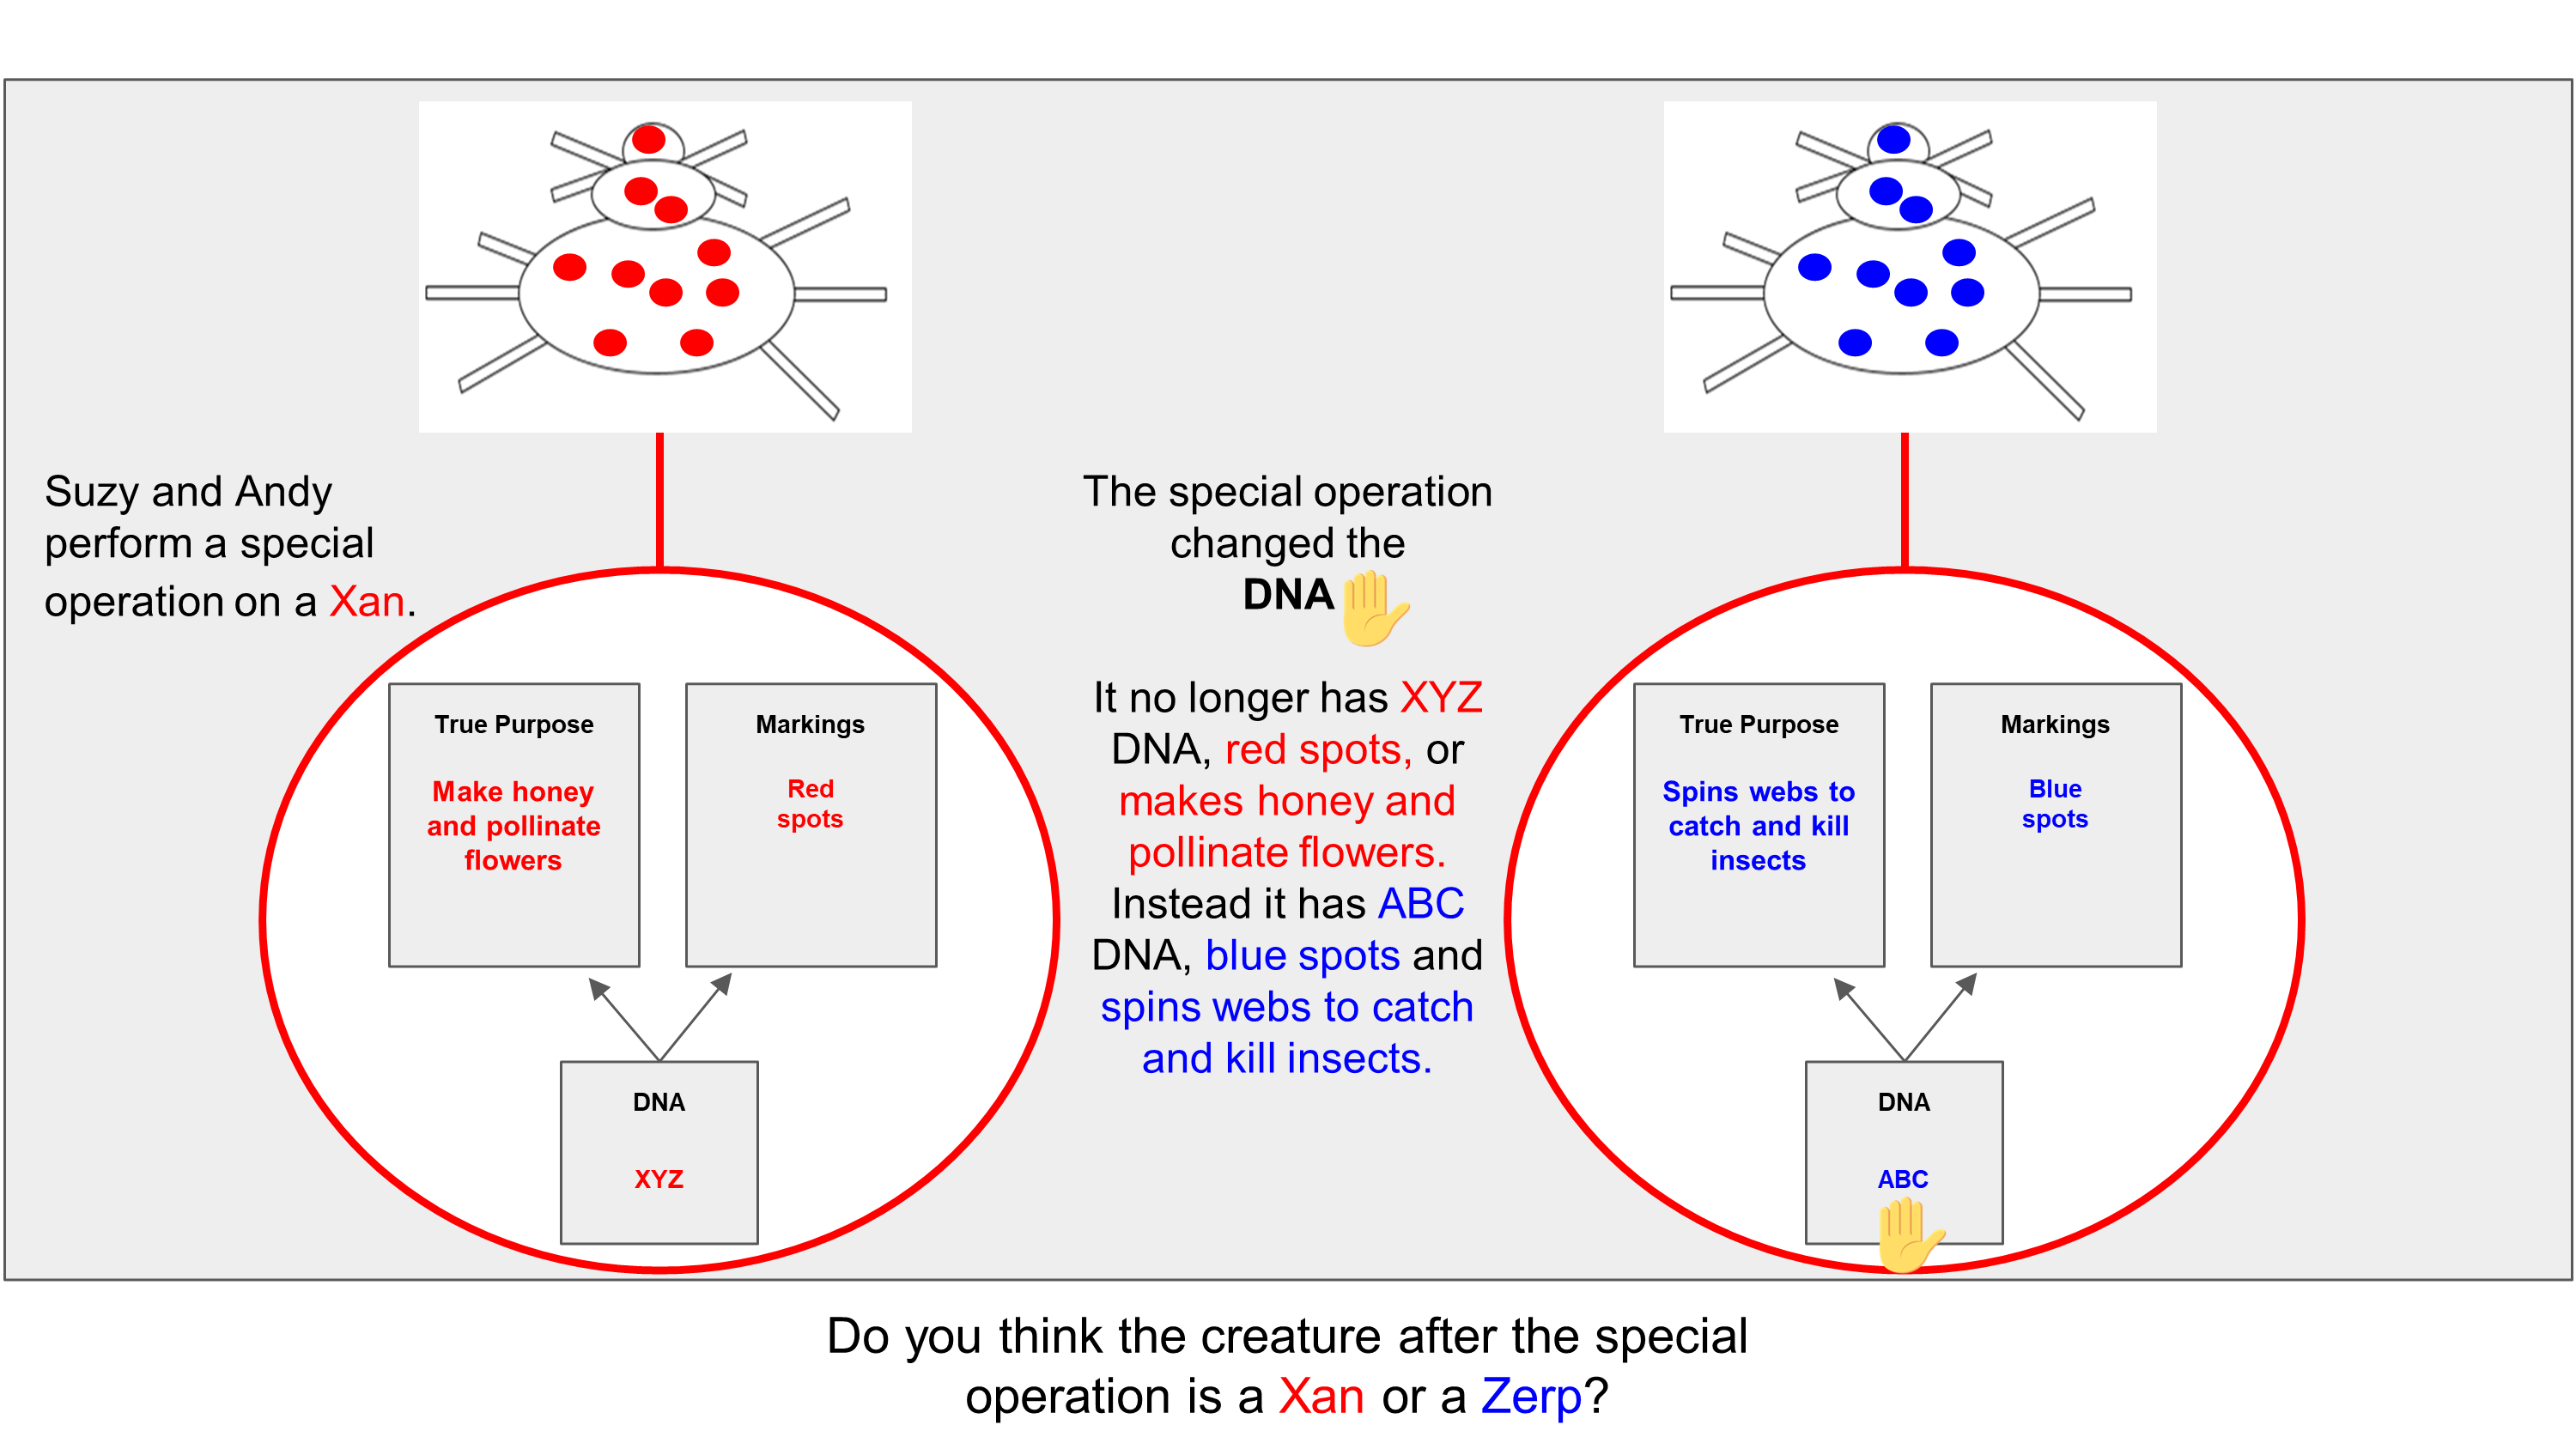 Suzy and Andy
perform a special
operation on a Xan.
True Purpose
Make honey
and pollinate
flowers
Markings
Red
spots
DNA
XYZ
The special operation
changed the
DNA
It no longer has XYZ
DNA, red spots, or
makes honey and
pollinate flowers.
Instead it has ABC
DNA, blue spots and
spins webs to catch
and kill insects.
True Purpose
Spins webs to
catch and kill
insects
Markings
Blue
spots
DNA
ABC
Do you think the creature after the special
operation is a Xan or a Zerp?